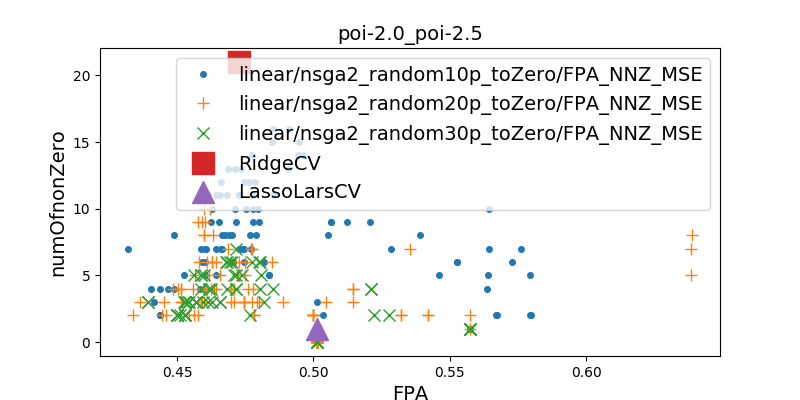 poi-2.0_poi-2.5
linear/nsga2_random10p_toZero/FPA_NNZ_MSE
linear/nsga2_random20p_toZero/FPA_NNZ_MSE
linear/nsga2_random30p_toZero/FPA_NNZ_MSE
RidgeCV
LassoLarsCV
numOfnonZero
20
15
10
5
0
0.45 0.50 0.55 0.60
FPA